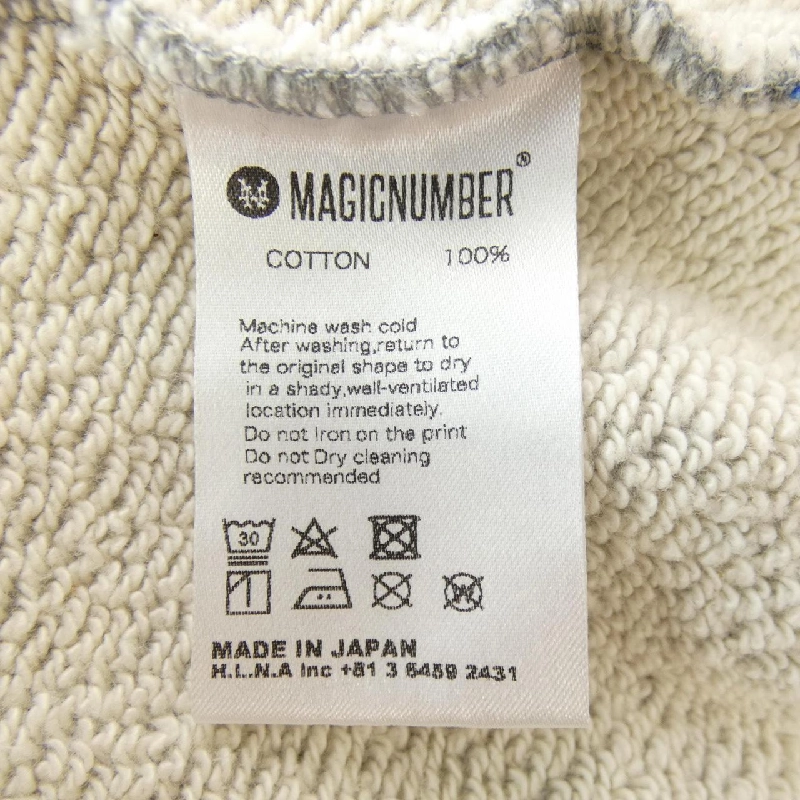 MAGICNUMBER®
COTTON 100%
Machine wash cold
After washing,return to
the original shape to dry
in a shady,well-ventilated
location immediately.
Do not Iron on the print
Do not Dry cleaning
recommended
30
W
MADE IN JAPAN
H.L.N.A Inc +81 3 6459 2431